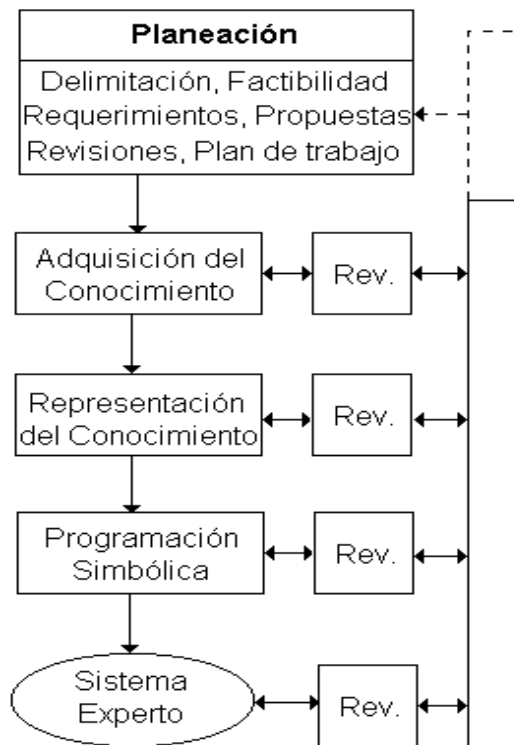 Planeación
Delimitación, Factibilidad
Requerimientos, Propuestas
Revisiones, Plan de trabajo
Adquisición del
Conocimiento
Rev.
Representación
del Conocimiento
Rev.
Programación
Simbólica
Rev.
Sistema
Experto
Rev.